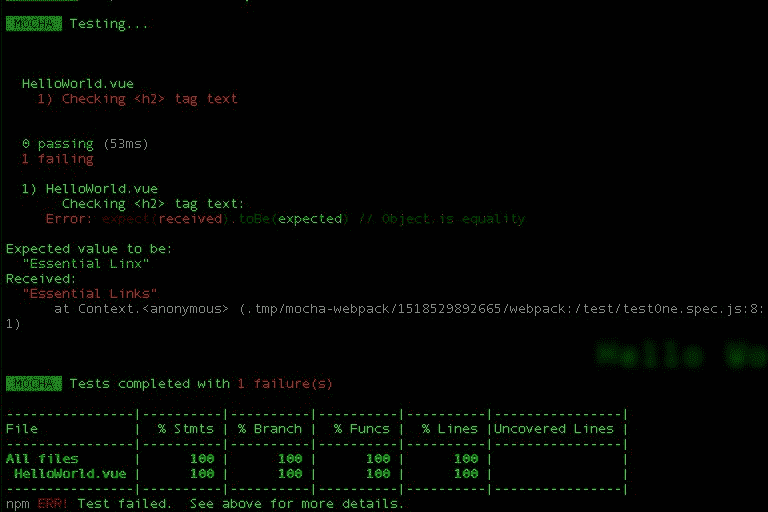 MOCHA Testing...
HelloWorld.vue
1) Checking <h2> tag text
0 passing (53ms)
1 failing
1) HelloWorld.vue
Checking <h2> tag text:
Error: expect(received).toBe(expected) // Object.is equality
Expected value to be:
"Essential Linx"
Received:
"Essential Links"
at Context.<anonymous> (.tmp/mocha-webpack/1518529892665/webpack:/test/testOne.spec.js:8:
1)
Hello Wo
MOCHA Tests completed with 1 failure(s)
----------------|----------|----------|----------|----------|----------------|
File | % Stmts | % Branch | % Funcs | % Lines |Uncovered Lines |
----------------|----------|----------|----------|----------|----------------|
All files | 100 | 100 | 100 | 100 | |
HelloWorld.vue | 100 | 100 | 100 | 100 | |
----------------|----------|----------|----------|----------|----------------|
npm ERR! Test failed. See above for more details.